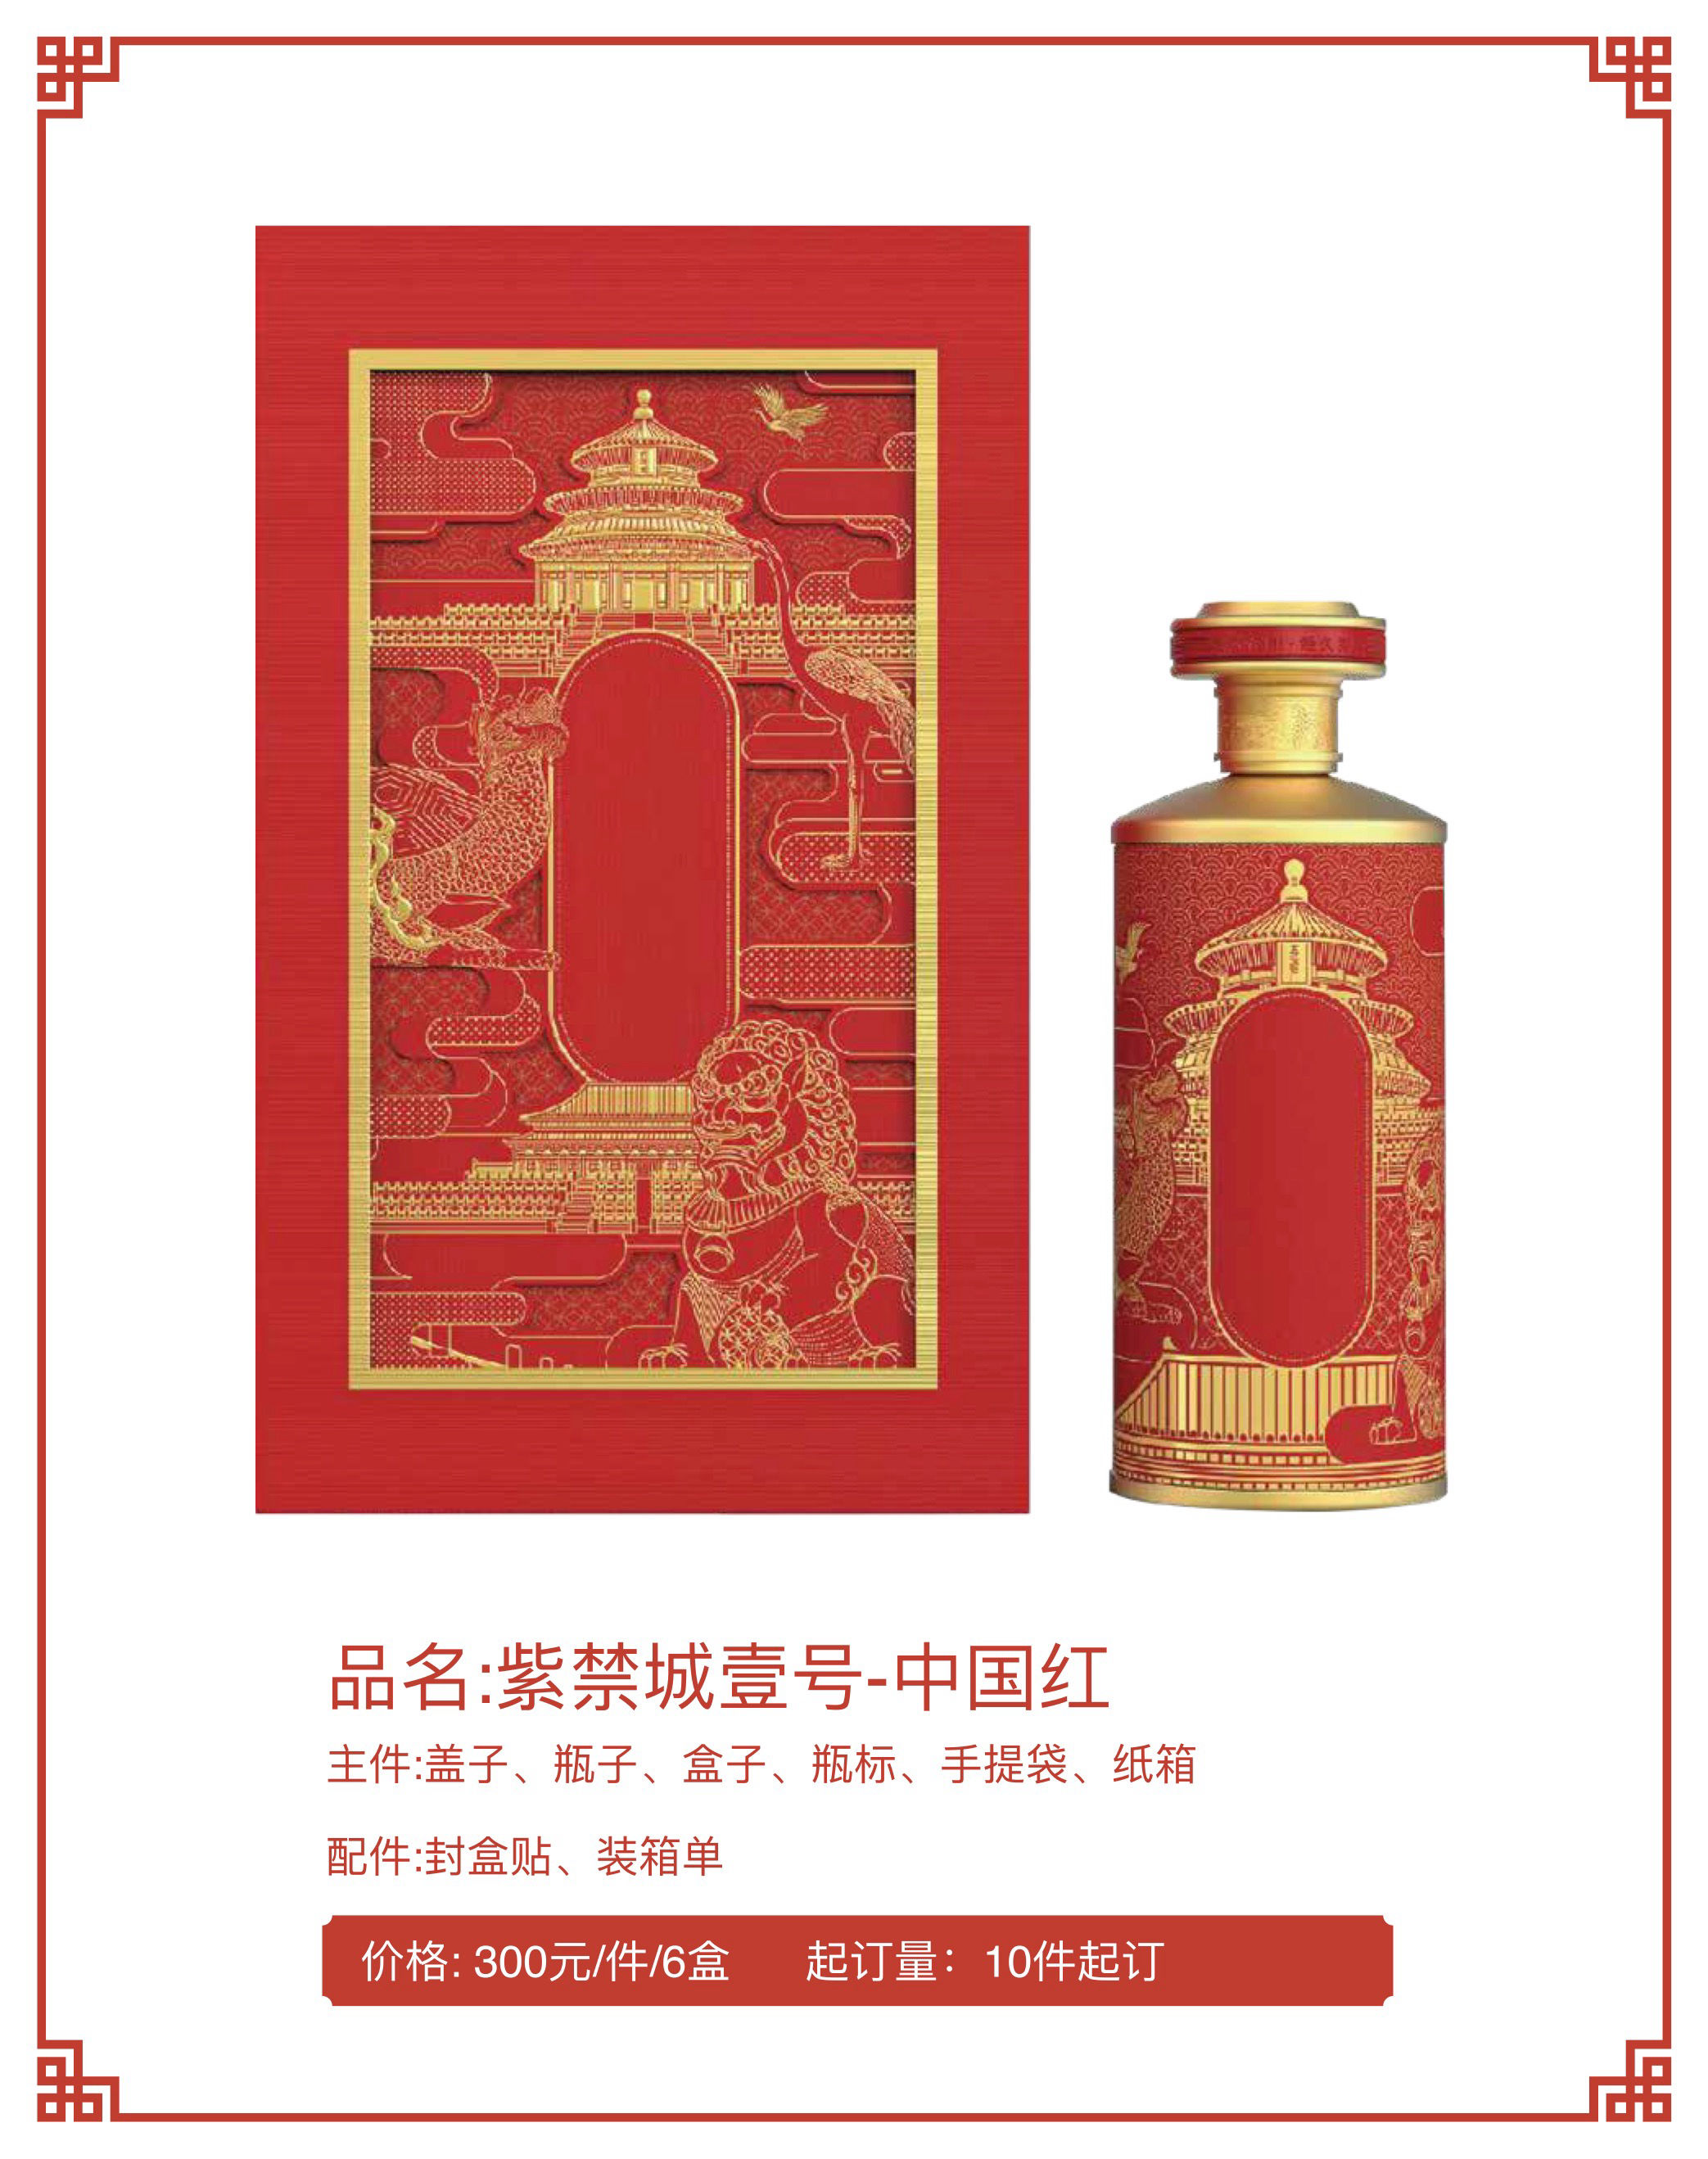 品名:紫禁城壹号-中国红
主件:盖子、瓶子、盒子、瓶标、手提袋、纸箱
配件:封盒贴、装箱单
价格: 300元/件/6盒 起订量：10件起订